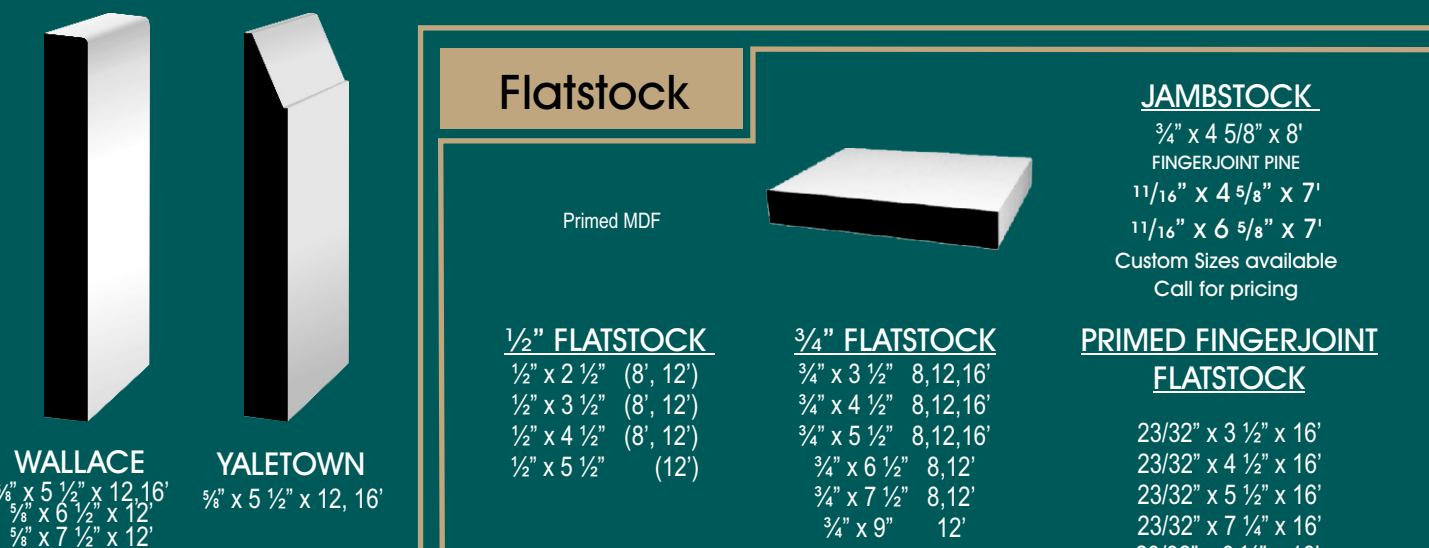 Flatstock
Primed MDF
JAMBSTOCK
¾” x 4 5/8” x 8'
FINGERJOINT PINE
11/16” x 4 5/8” x 7'
11/16” x 6 5/8” x 7'
Custom Sizes available
Call for pricing
½” FLATSTOCK
½” x 2 ½” (8’, 12’)
½” x 3 ½” (8’, 12’)
½” x 4 ½” (8’, 12’)
½” x 5 ½” (12’)
¾” FLATSTOCK
¾” x 3 ½” 8,12,16’
¾” x 4 ½” 8,12,16’
¾” x 5 ½” 8,12,16’
¾” x 6 ½” 8,12’
¾” x 7 ½” 8,12’
¾” x 9” 12’
PRIMED FINGERJOINT
FLATSTOCK
23/32” x 3 ½” x 16’
23/32” x 4 ½” x 16’
23/32” x 5 ½” x 16’
23/32” x 7 ¼” x 16’
WALLACE
⅝” x 5 ½” x 12,16’
⅝” x 6 ½” x 12’
⅝” x 7 ½” x 12’
YALETOWN
⅝” x 5 ½” x 12, 16’